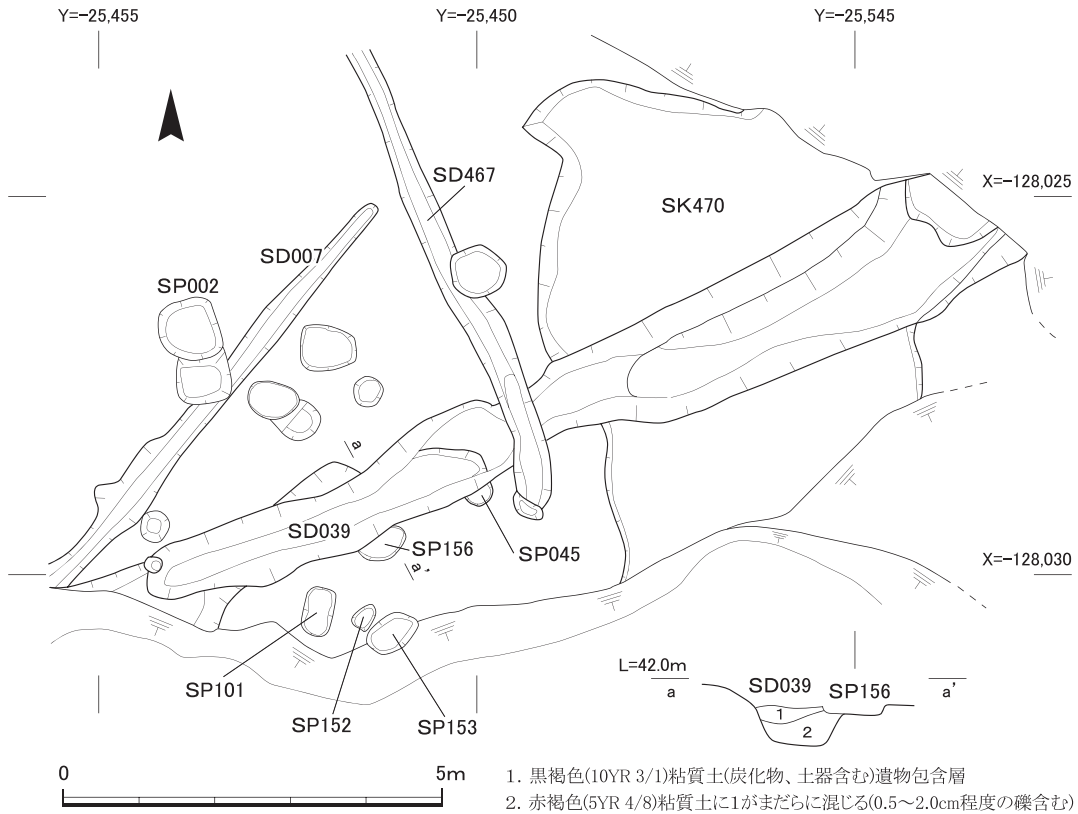 Y=-25,455
Y=-25,450
Y=-25,545
X=-128,025
SD467
SK470
SD007
SP002
a
SD039
SP156
SP045
a'
X=-128,030
SP101
SP152
SP153
L=42.0m
a
SD039
SP156
a'
1
2
0
5m
1. 黒褐色(10YR 3/1)粘質土(炭化物、土器含む)遺物包含層
2. 赤褐色(5YR 4/8)粘質土に1がまだらに混じる(0.5～2.0cm程度の礫含む)